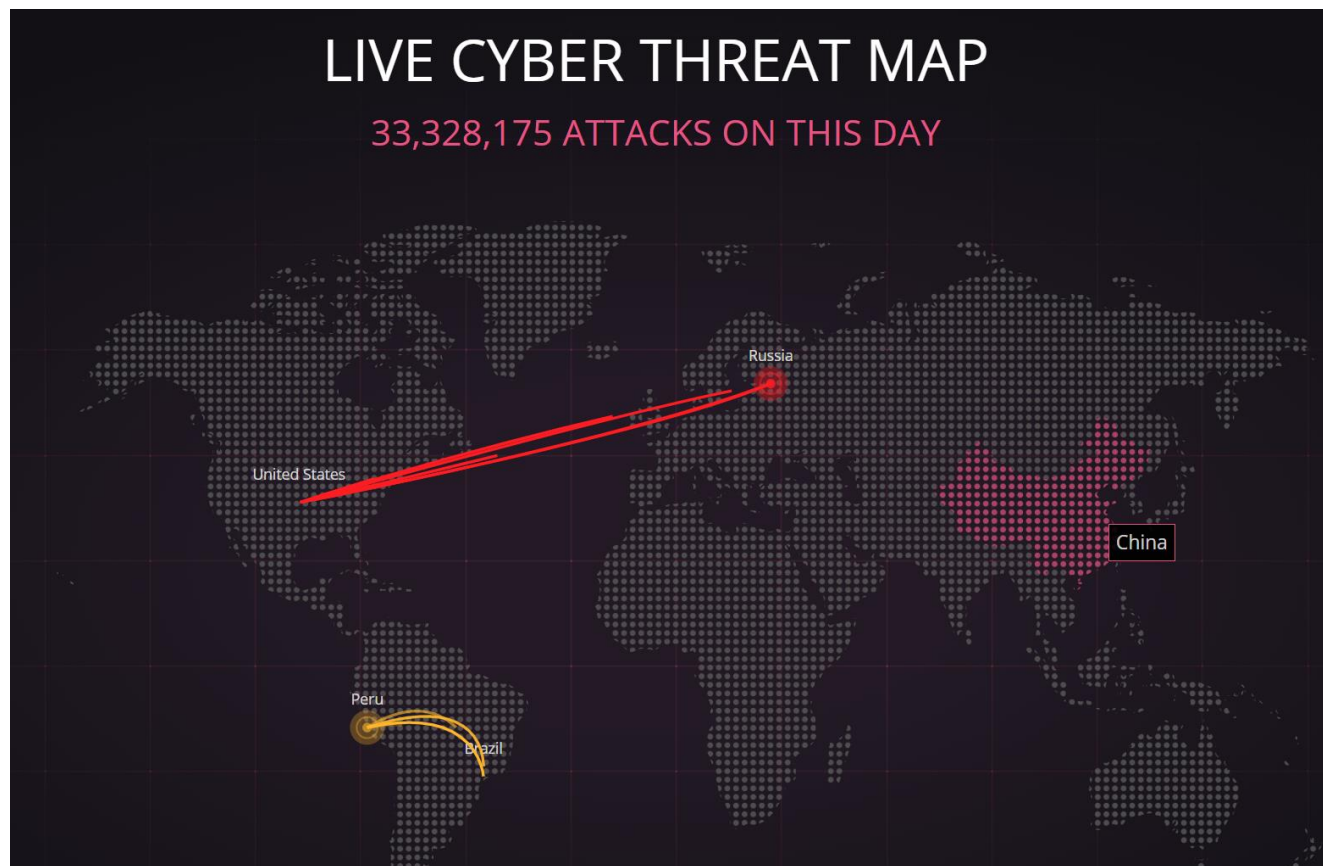 LIVE CYBER THREAT MAP
33,328,175 ATTACKS ON THIS DAY
Russia
United States
China
Peru
Brazil